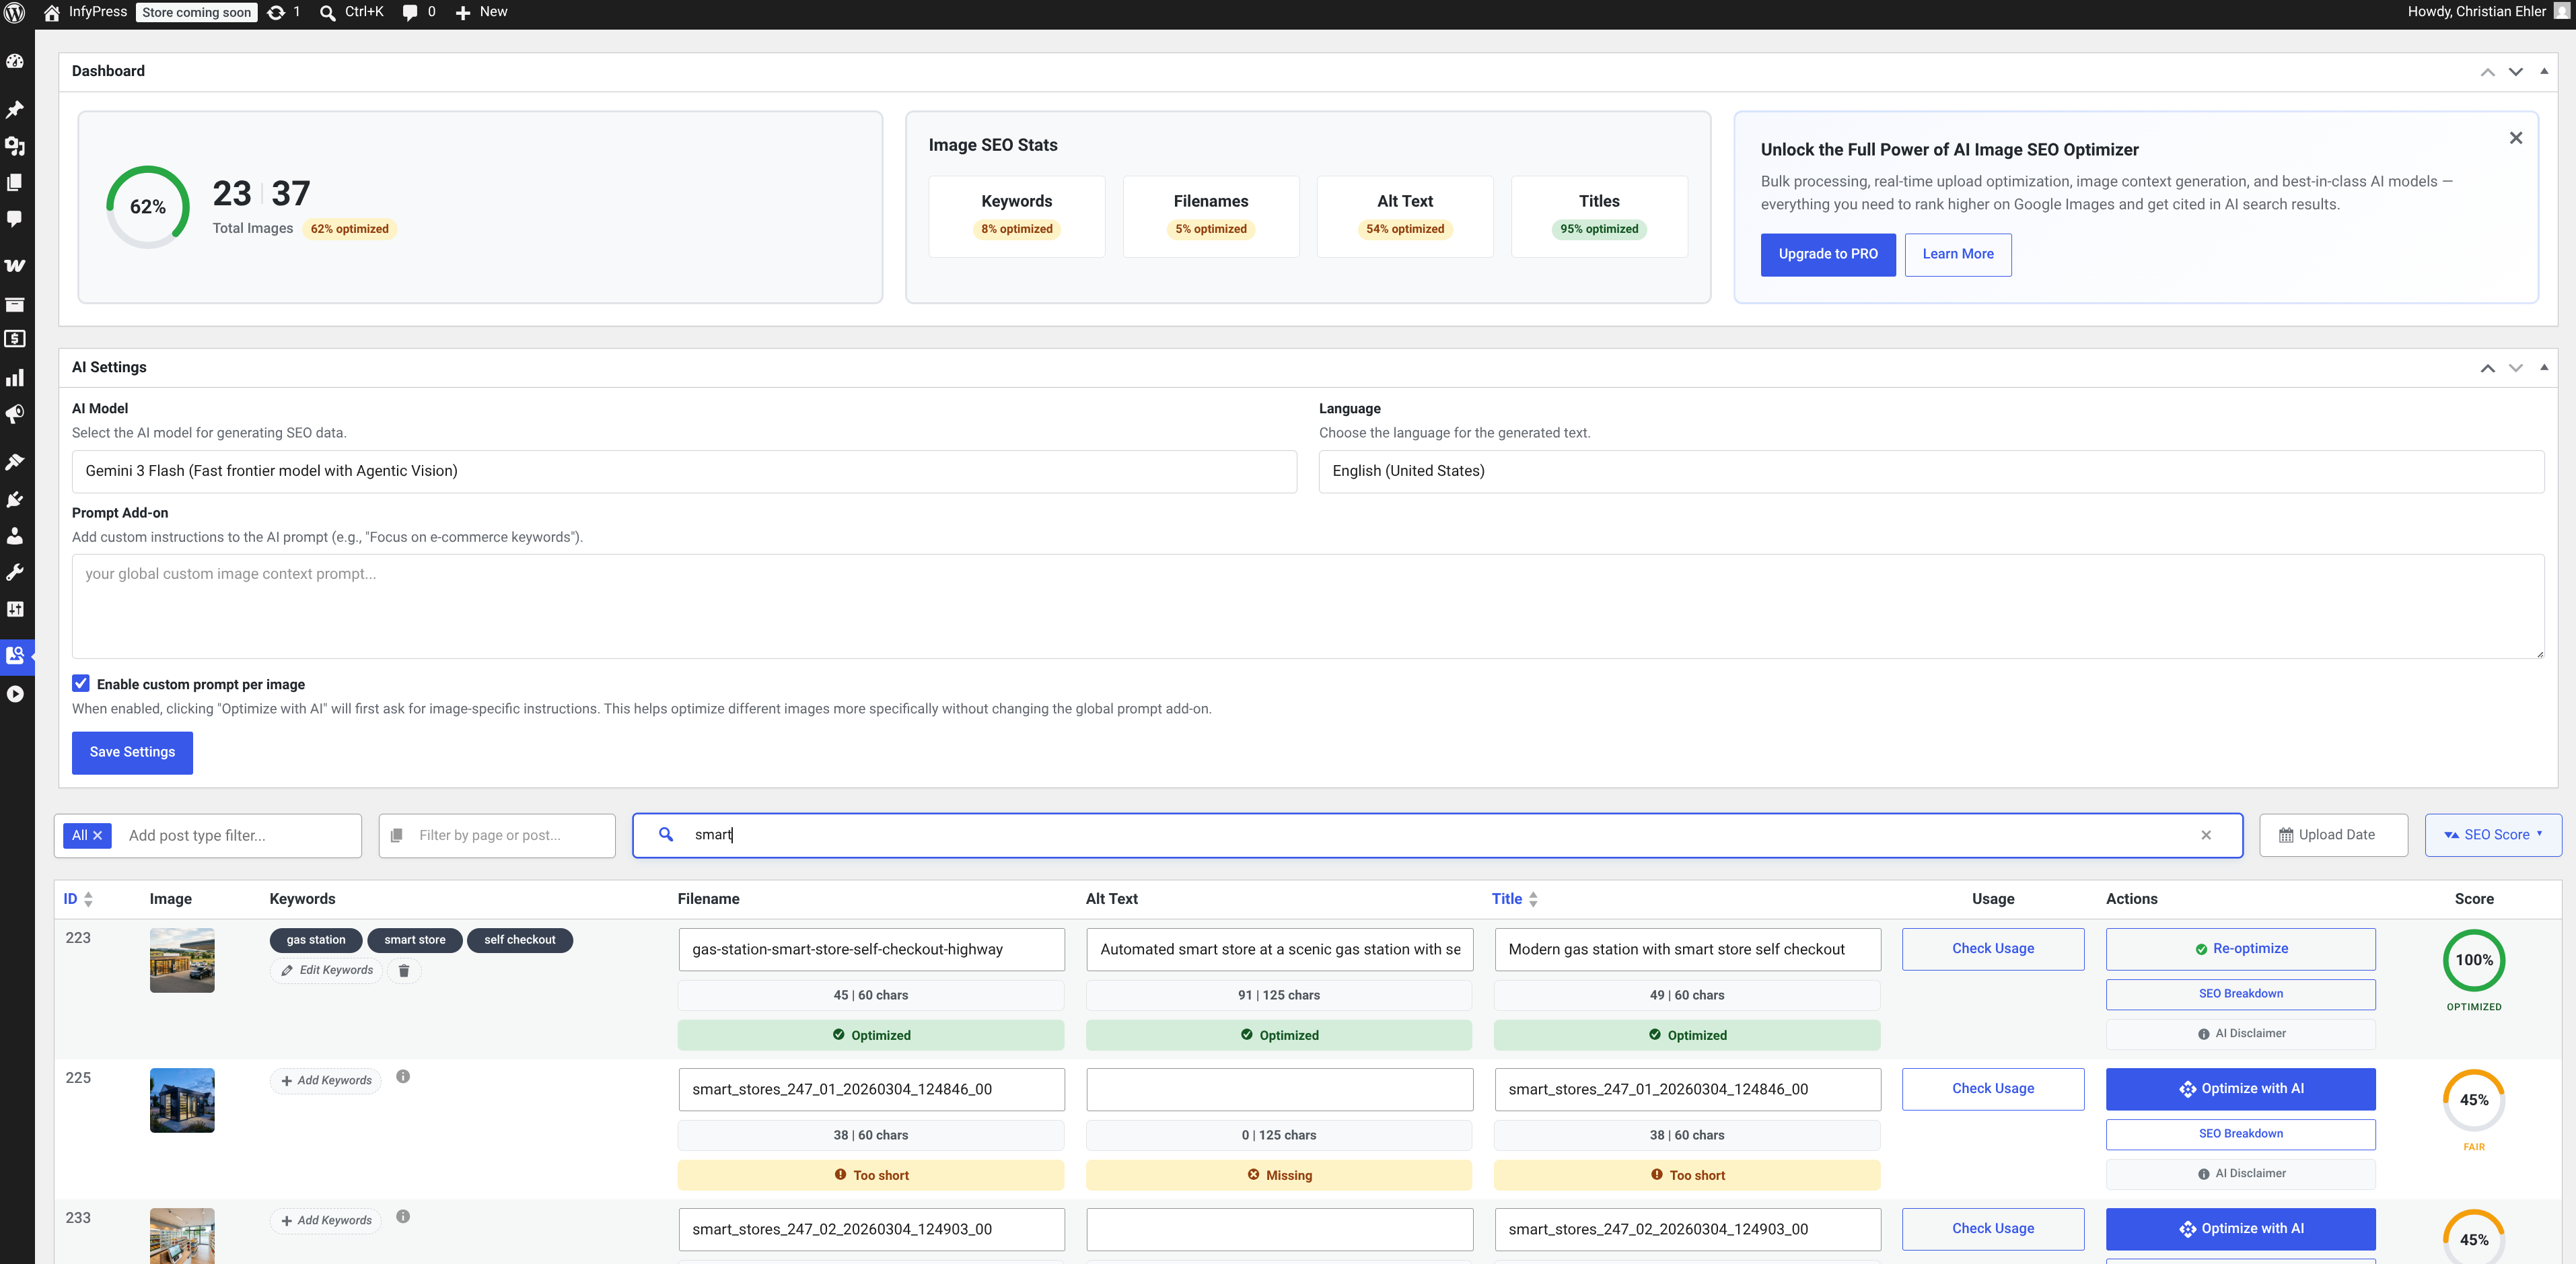 InfyPress Store coming soon 1 Ctrl+K 0 New Howdy, Christian Ehler
Dashboard
62%
23 | 37
Total Images 62% optimized
Image SEO Stats
Keywords Filenames Alt Text Titles
8% optimized 5% optimized 54% optimized 95% optimized
Unlock the Full Power of AI Image SEO Optimizer
Bulk processing, real-time upload optimization, image context generation, and best-in-class AI models —
everything you need to rank higher on Google Images and get cited in AI search results.
Upgrade to PRO Learn More
AI Settings
AI Model
Select the AI model for generating SEO data.
Gemini 3 Flash (Fast frontier model with Agentic Vision)
Language
Choose the language for the generated text.
English (United States)
Prompt Add-on
Add custom instructions to the AI prompt (e.g., "Focus on e-commerce keywords").
your global custom image context prompt...
Enable custom prompt per image
When enabled, clicking "Optimize with AI" will first ask for image-specific instructions. This helps optimize different images more specifically without changing the global prompt add-on.
Save Settings
All Add post type filter... Filter by page or post... smart Upload Date SEO Score
ID Image Keywords Filename Alt Text Title Usage Actions Score
223 gas station smart store self checkout gas-station-smart-store-self-checkout-highway Automated smart store at a scenic gas station with se Modern gas station with smart store self checkout Check Usage Re-optimize 100%
Edit Keywords
45 | 60 chars 91 | 125 chars 49 | 60 chars SEO Breakdown OPTIMIZED
Optimized Optimized Optimized AI Disclaimer
225 Add Keywords smart_stores_247_01_20260304_124846_00 smart_stores_247_01_20260304_124846_00 Check Usage Optimize with AI 45%
38 | 60 chars 0 | 125 chars 38 | 60 chars SEO Breakdown FAIR
Too short Missing Too short AI Disclaimer
233 Add Keywords smart_stores_247_02_20260304_124903_00 smart_stores_247_02_20260304_124903_00 Check Usage Optimize with AI 45%